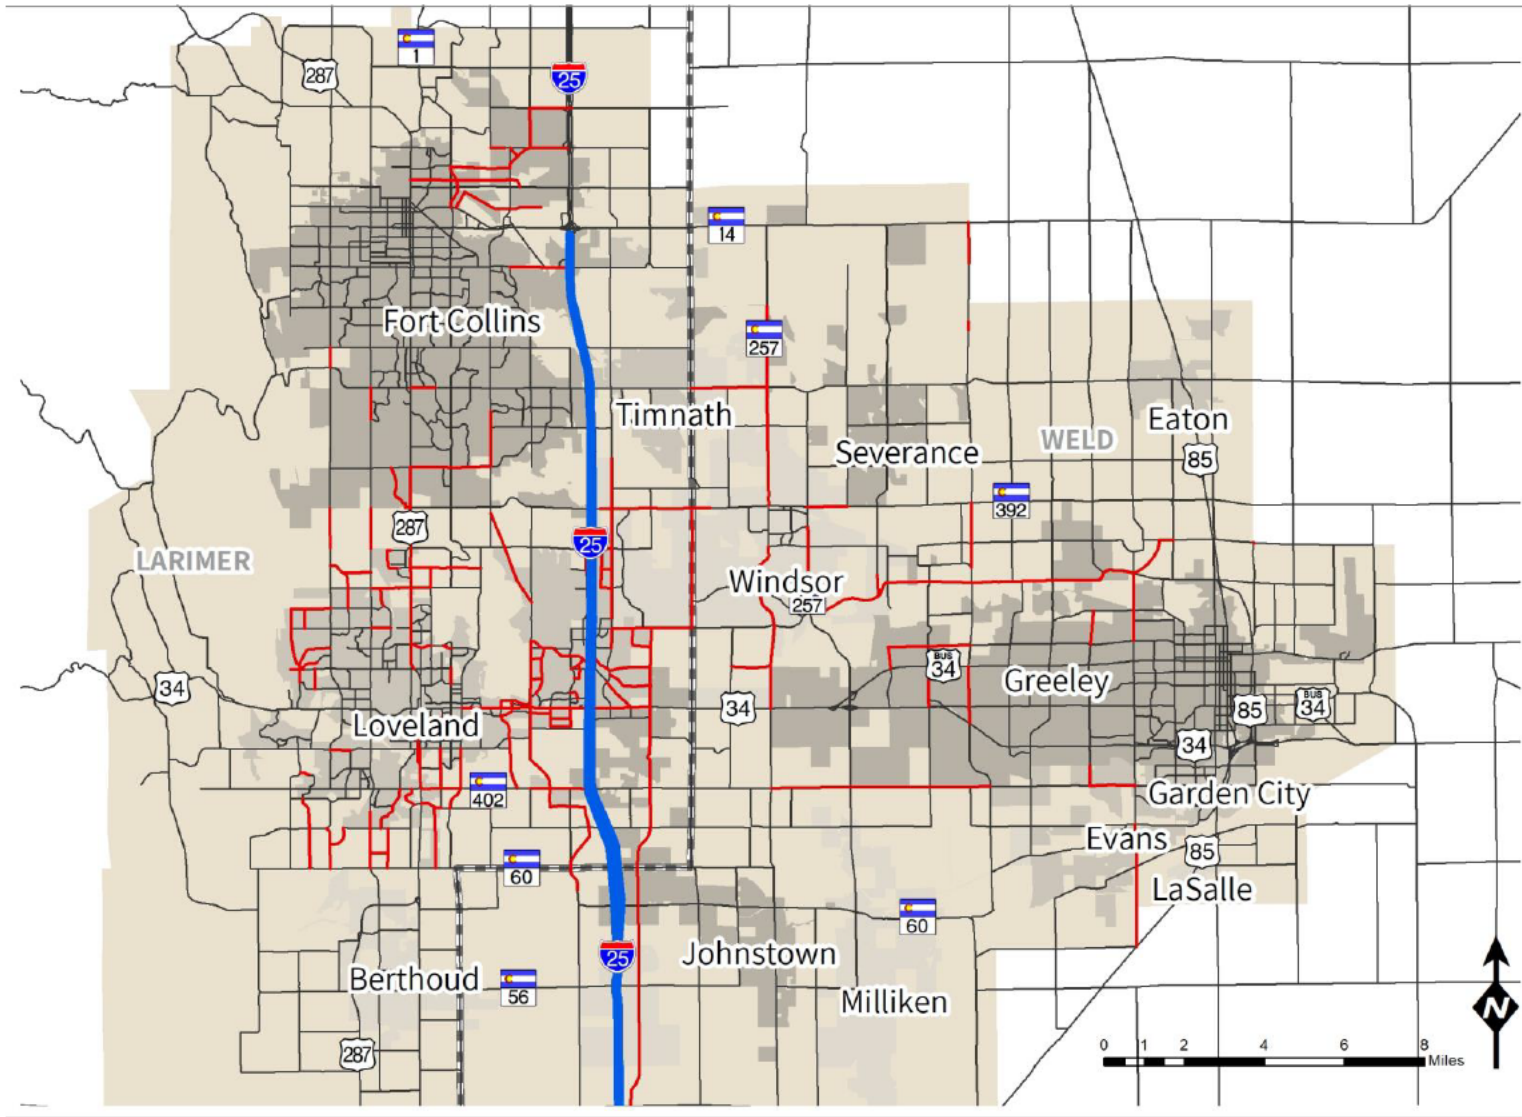 1
287
25
14
Fort Collins
257
Timnath
Eaton
Severance
WELD
85
392
287
25
LARIMER
Windsor
257
BUS
34
Greeley
34
34
85
BUS
34
Loveland
34
402
Garden City
Evans
85
60
LaSalle
60
25
Johnstown
Berthoud
56
Milliken
N
287
0 1 2 4 6 8
Miles